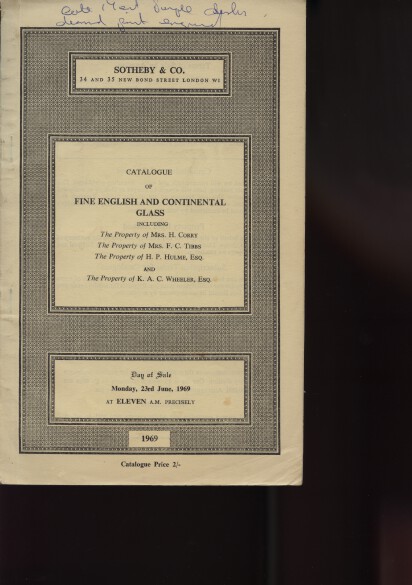 SOTHEBY & CO.
34 AND 35 NEW BOND STREET LONDON W1
CATALOGUE
OF
FINE ENGLISH AND CONTINENTAL
GLASS
INCLUDING
The Property of MRS. H. CORRY
The Property of MRS. F. C. TIBBS
The Property of H. P. HULME, ESQ.
AND
The Property of K. A. C. WHEELER, ESQ.
Day of Sale
Monday, 23rd June, 1969
AT ELEVEN A.M. PRECISELY
1969
Catalogue Price 2/-